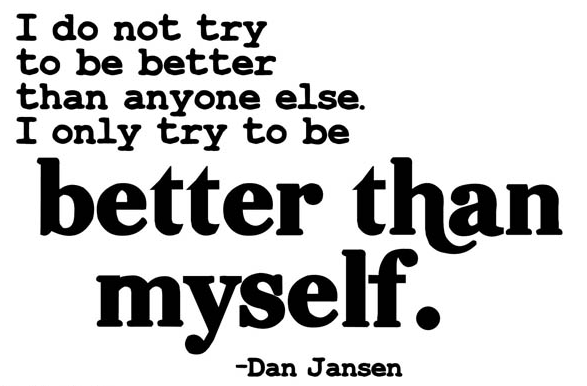 I do not try
to be better
than anyone else.
I only try to be
better than
myself.
-Dan Jansen